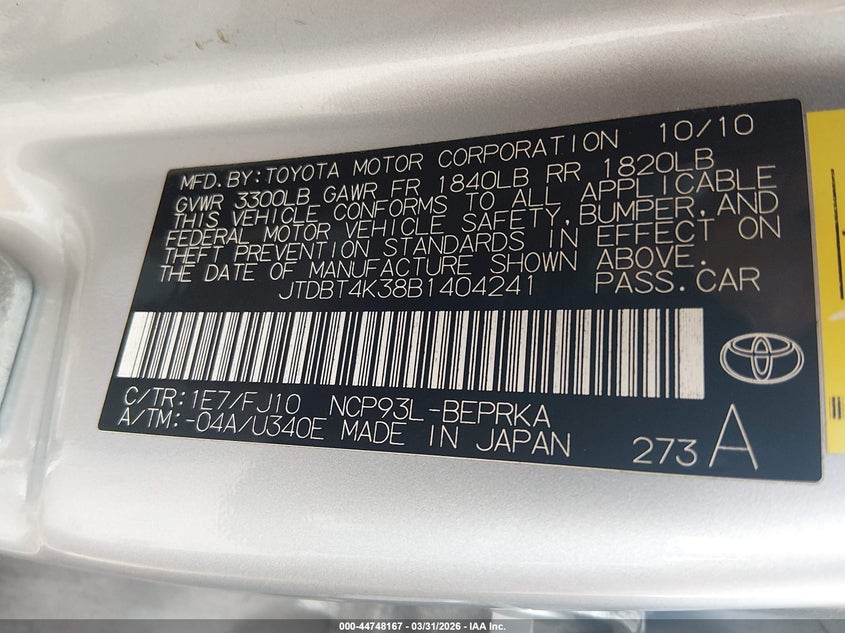 MFD.BY:TOYOTA MOTOR CORPORATION 10/10
GVWR 3300LB GAWR FR 1840LB RR 1820LB
THIS VEHICLE CONFORMS TO ALL APPLICABLE
FEDERAL MOTOR VEHICLE SAFETY,BUMPER,AND
THEFT PREVENTION STANDARDS IN EFFECT ON
THE DATE OF MANUFACTURE SHOWN ABOVE.
JTDBT4K38B1404241 PASS.CAR
C/TR:1E7/FJ10 NCP93L-BEPRKA
A/TM:-04A/U340E MADE IN JAPAN
273 A
000-44748167 - 03/31/2026 - IAA Inc.